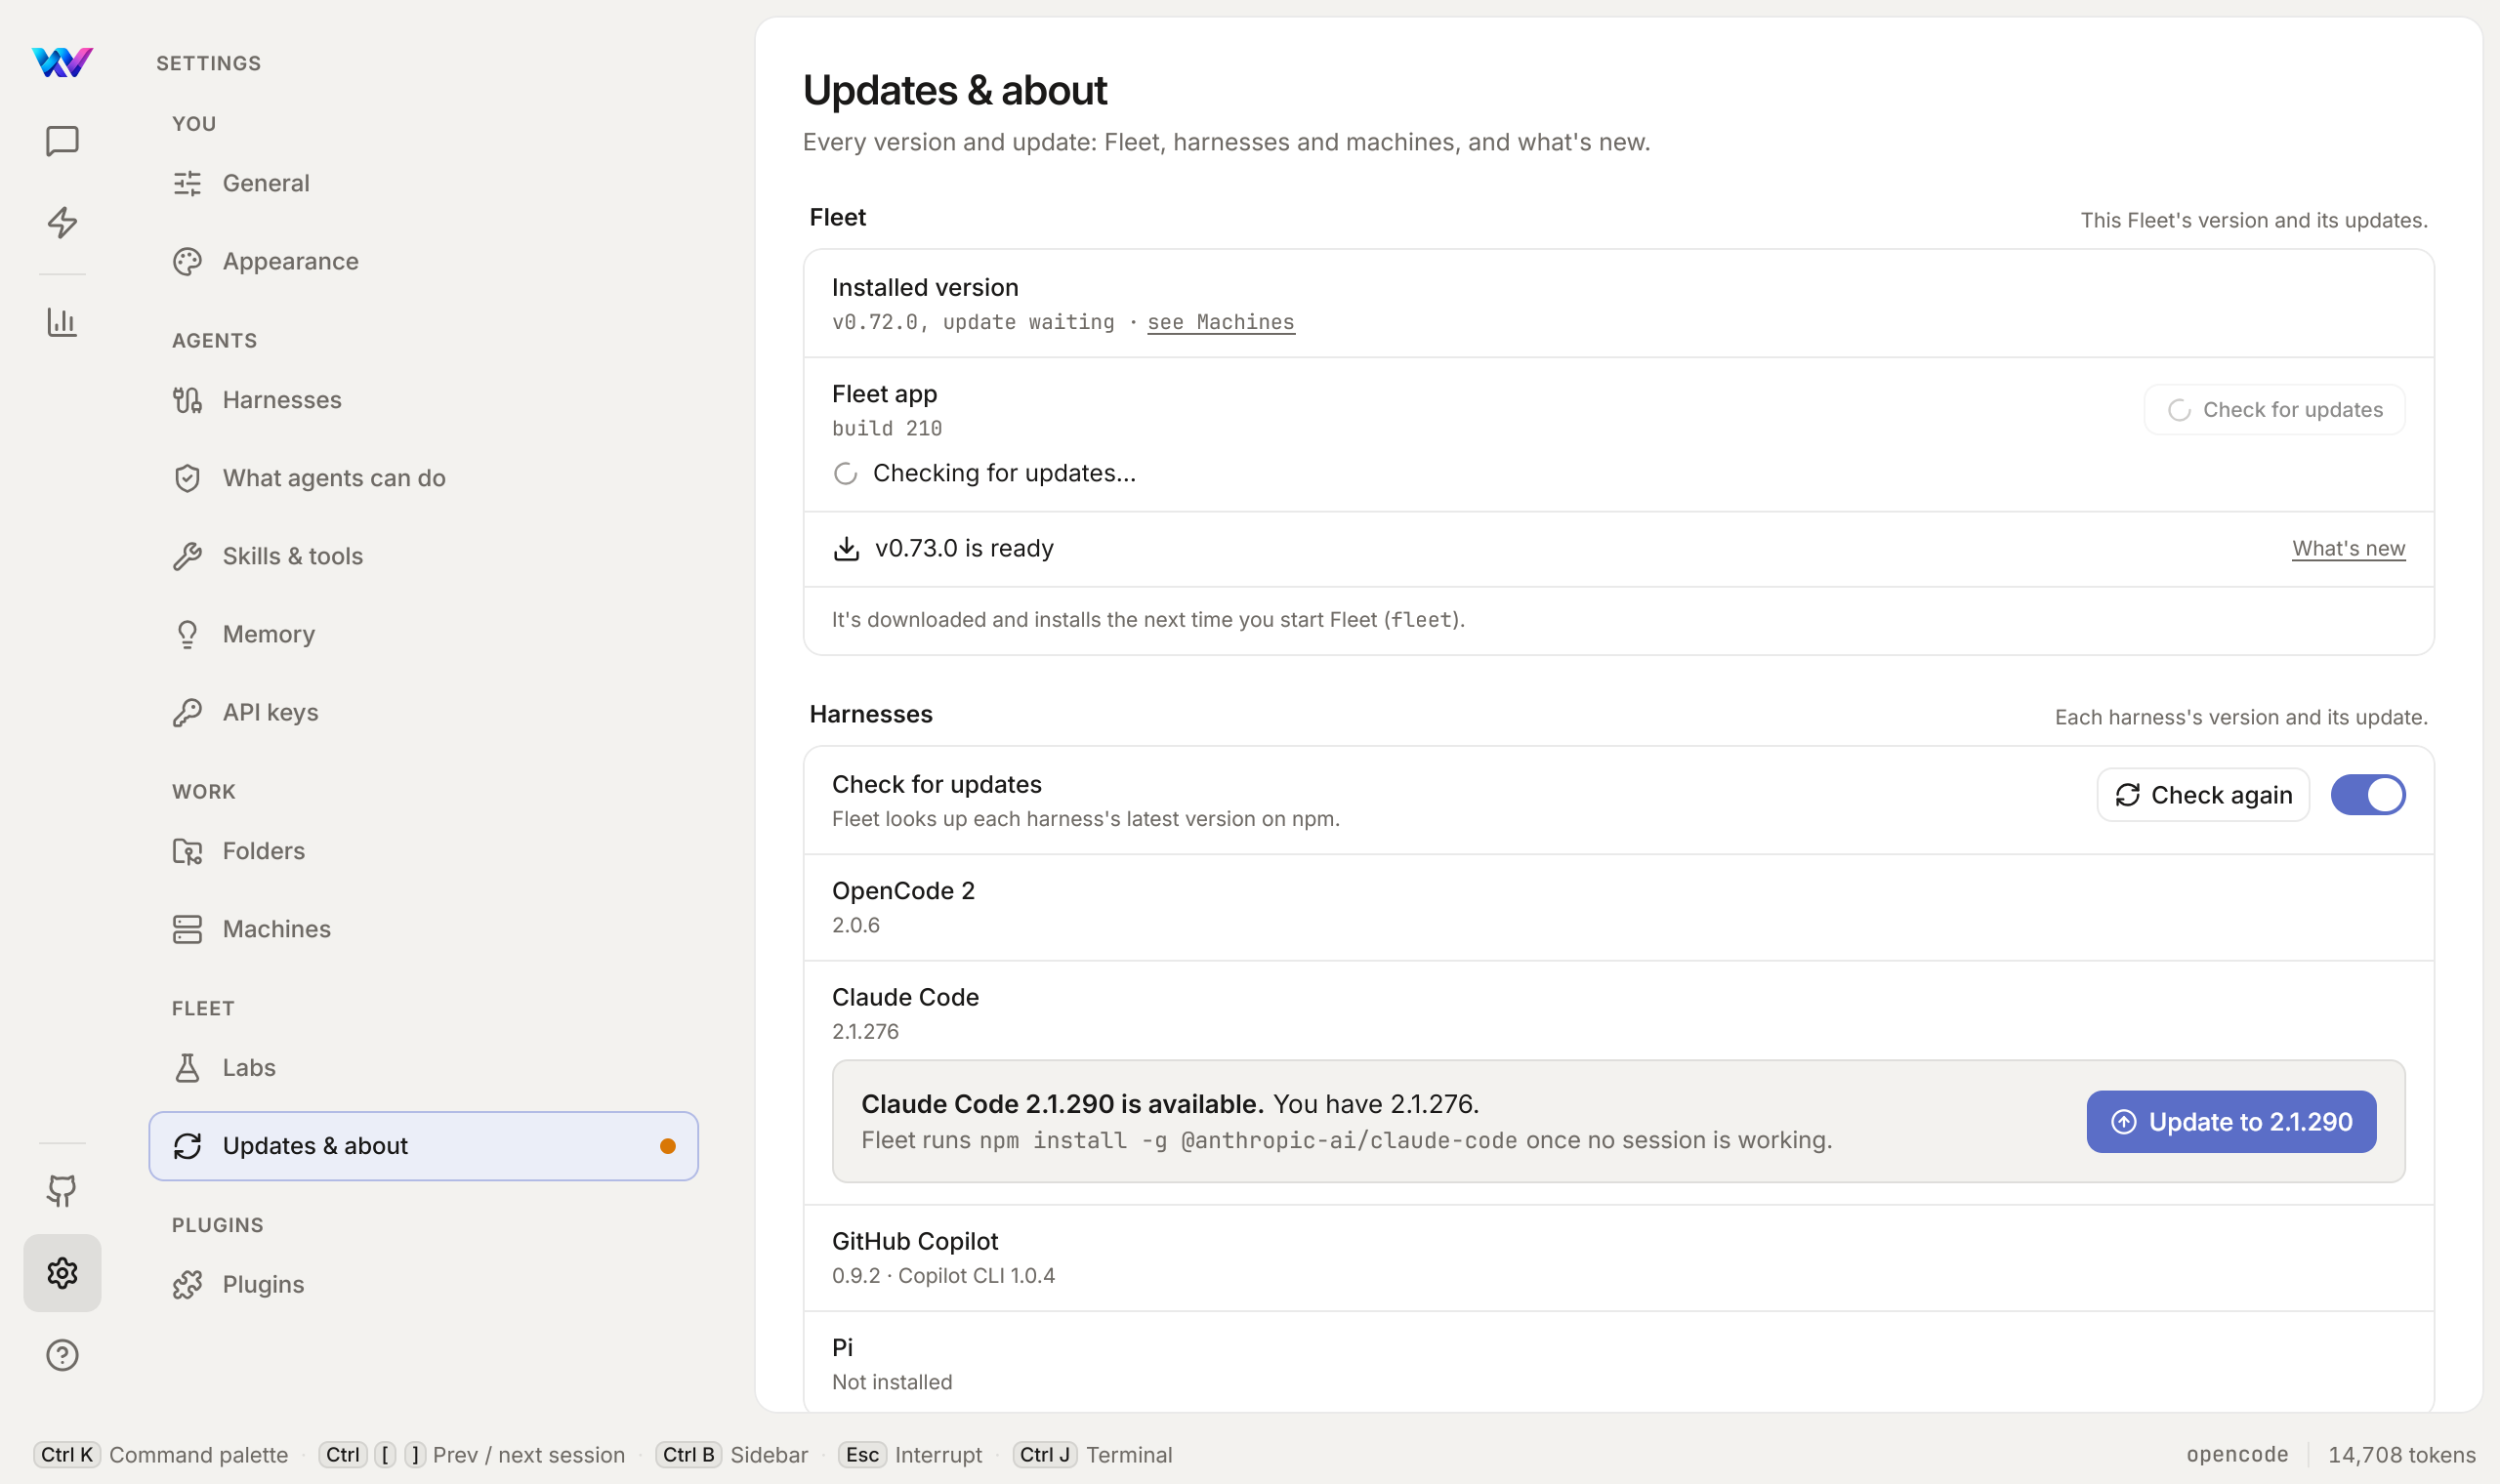 SETTINGS
YOU
General
Appearance
AGENTS
Harnesses
What agents can do
Skills & tools
Memory
API keys
WORK
Folders
Machines
FLEET
Labs
Updates & about
PLUGINS
Plugins
Updates & about
Every version and update: Fleet, harnesses and machines, and what's new.
Fleet
This Fleet's version and its updates.
Installed version
v0.72.0, update waiting · see Machines
Fleet app
build 210
Check for updates
Checking for updates...
v0.73.0 is ready
What's new
It's downloaded and installs the next time you start Fleet (fleet).
Harnesses
Each harness's version and its update.
Check for updates
Fleet looks up each harness's latest version on npm.
Check again
OpenCode 2
2.0.6
Claude Code
2.1.276
Claude Code 2.1.290 is available. You have 2.1.276.
Fleet runs npm install -g @anthropic-ai/claude-code once no session is working.
Update to 2.1.290
GitHub Copilot
0.9.2 · Copilot CLI 1.0.4
Pi
Not installed
Ctrl K Command palette · Ctrl [ ] Prev / next session · Ctrl B Sidebar · Esc Interrupt · Ctrl J Terminal
opencode
14,708 tokens